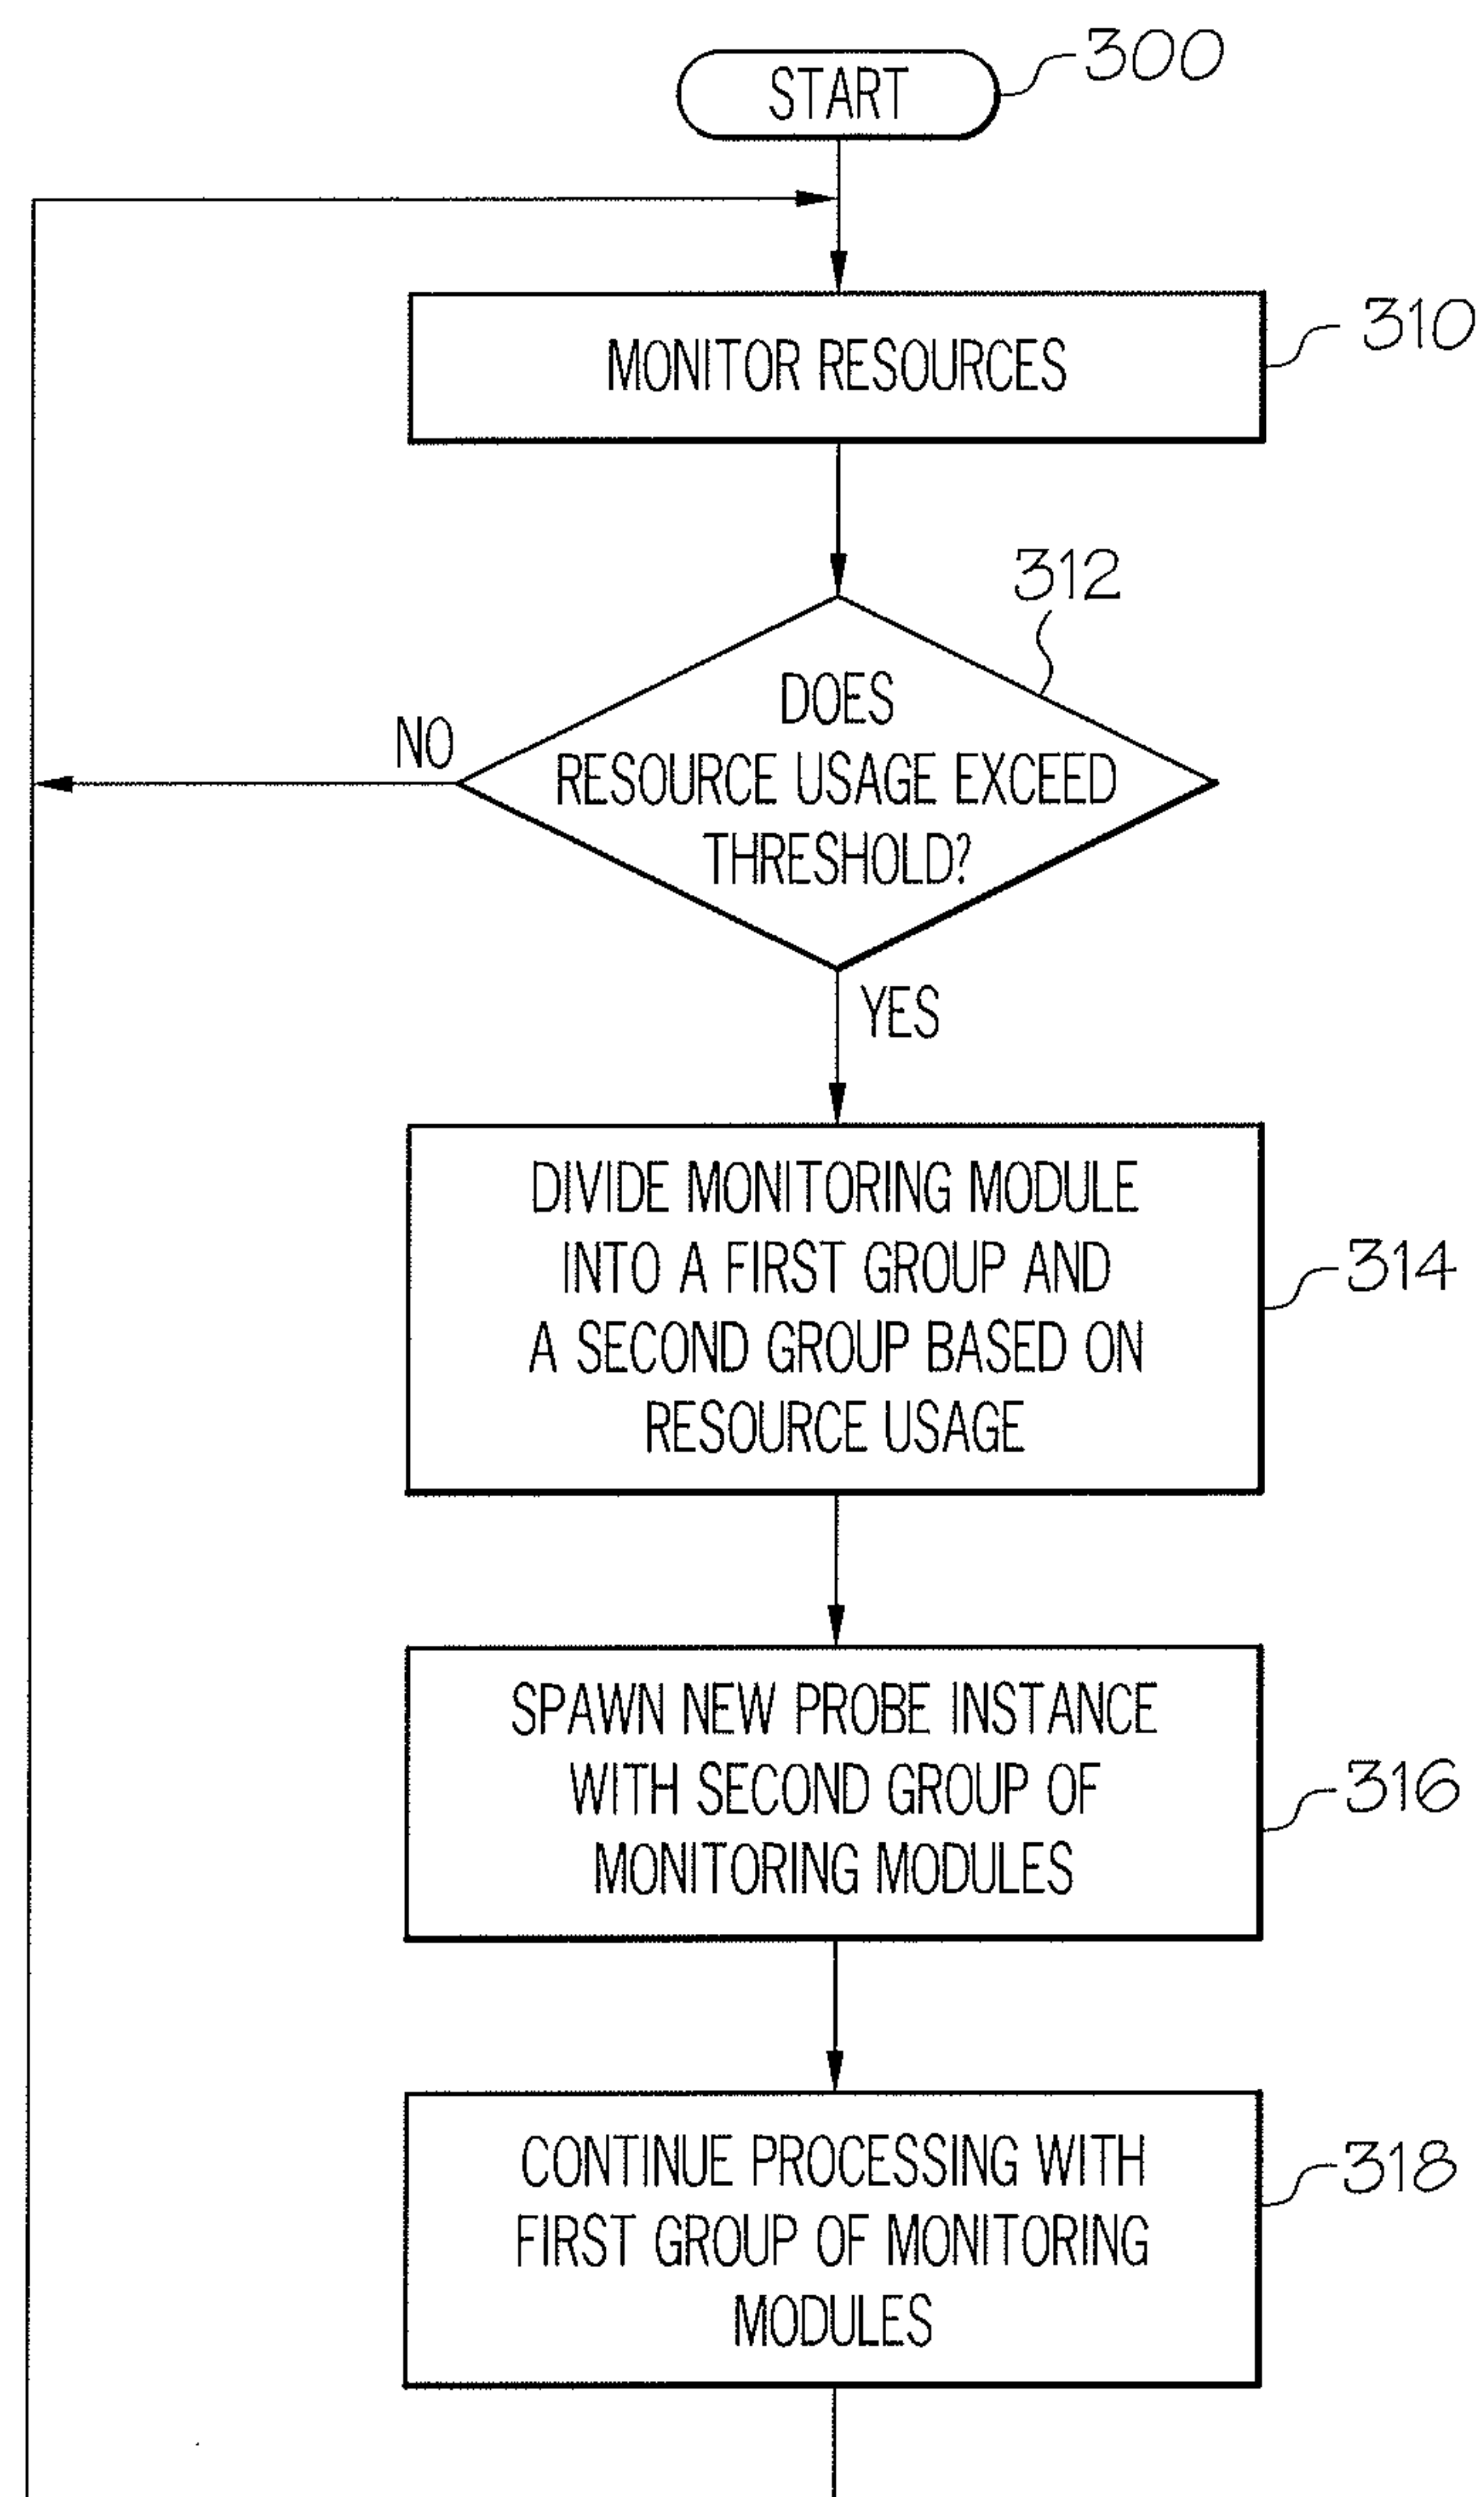 START
300
MONITOR RESOURCES
310
312
DOES
RESOURCE USAGE EXCEED
THRESHOLD?
NO
YES
DIVIDE MONITORING MODULE
INTO A FIRST GROUP AND
A SECOND GROUP BASED ON
RESOURCE USAGE
314
SPAWN NEW PROBE INSTANCE
WITH SECOND GROUP OF
MONITORING MODULES
316
CONTINUE PROCESSING WITH
FIRST GROUP OF MONITORING
MODULES
318